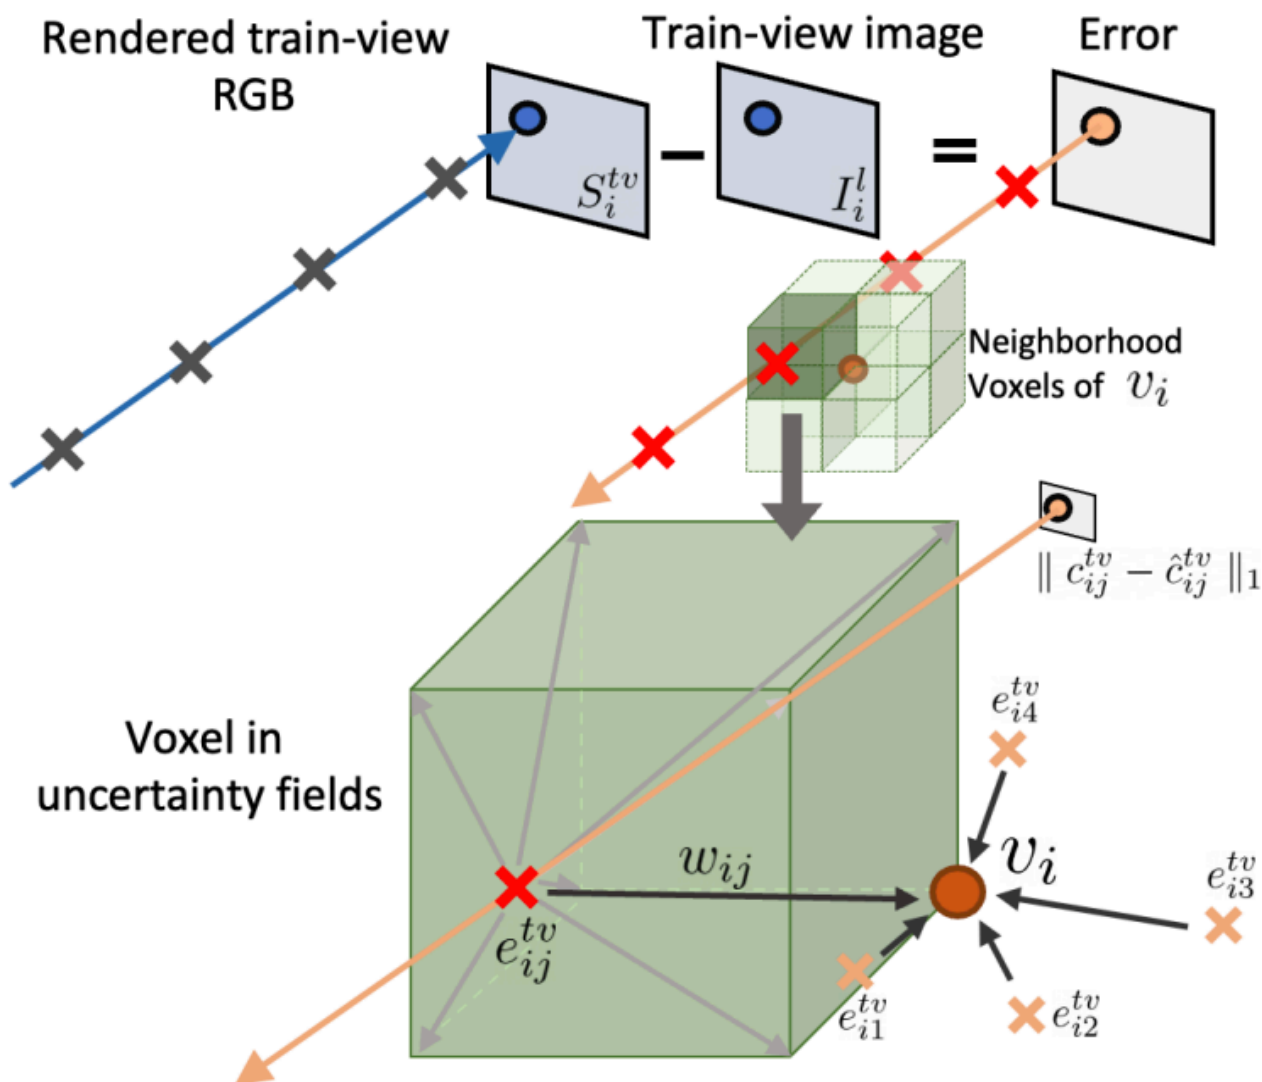 Rendered train-view
RGB
Train-view image
Error
$S_i^{tv}$
$I_i^l$
Neighborhood
Voxels of $v_i$
$\| c_{ij}^{tv} - \hat{c}_{ij}^{tv} \|_1$
Voxel in
uncertainty fields
$e_{i4}^{tv}$
$w_{ij}$
$v_i$
$e_{i3}^{tv}$
$e_{ij}^{tv}$
$e_{i1}^{tv}$
$e_{i2}^{tv}$